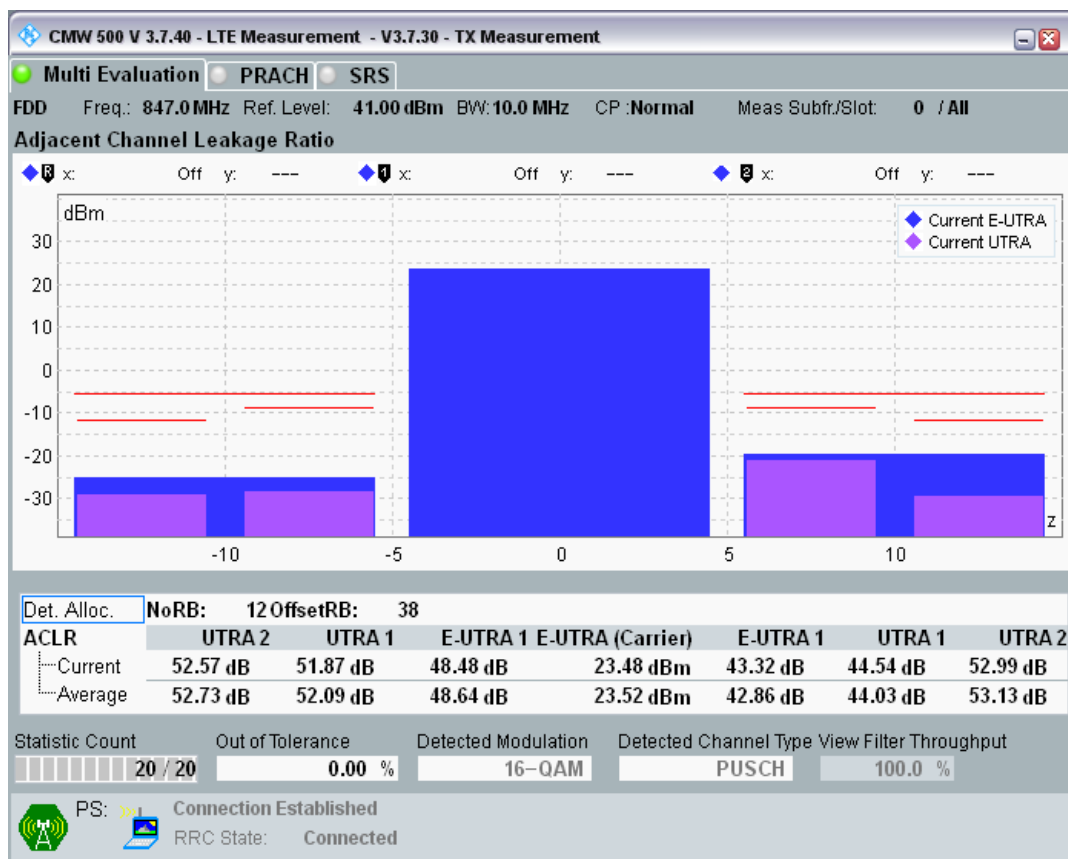 CMW 500 V 3.7.40 - LTE Measurement - V3.7.30 - TX Measurement
Multi Evaluation PRACH SRS
FDD Freq.: 847.0 MHz Ref. Level: 41.00 dBm BW: 10.0 MHz CP :Normal Meas Subfr./Slot: 0 / All
Adjacent Channel Leakage Ratio
R x: Off y: --- 1 x: Off y: --- 2 x: Off y: ---
dBm
Current E-UTRA
Current UTRA
30
20
10
0
-10
-20
-30
z
-10 -5 0 5 10
Det. Alloc. NoRB: 12 OffsetRB: 38
ACLR UTRA 2 UTRA 1 E-UTRA 1 E-UTRA (Carrier) E-UTRA 1 UTRA 1 UTRA 2
Current 52.57 dB 51.87 dB 48.48 dB 23.48 dBm 43.32 dB 44.54 dB 52.99 dB
Average 52.73 dB 52.09 dB 48.64 dB 23.52 dBm 42.86 dB 44.03 dB 53.13 dB
Statistic Count Out of Tolerance Detected Modulation Detected Channel Type View Filter Throughput
20 / 20 0.00 % 16-QAM PUSCH 100.0 %
PS: Connection Established
RRC State: Connected